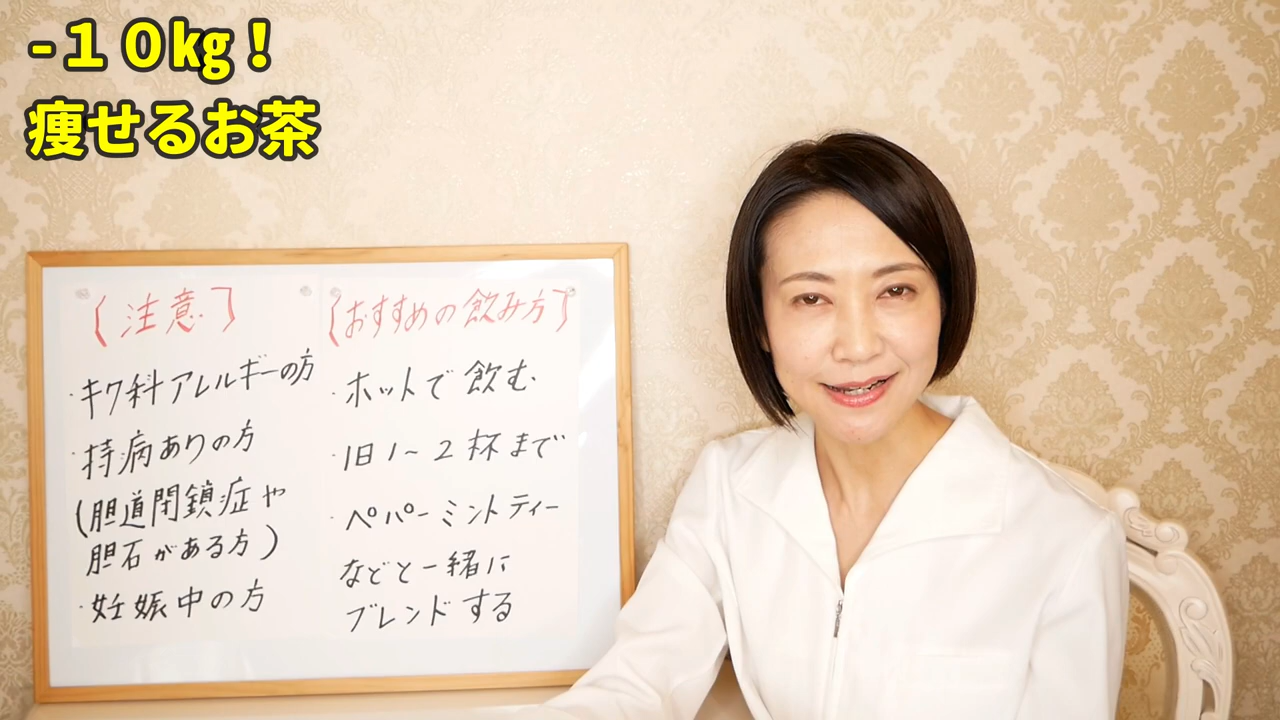 -１０㎏！
痩せるお茶
【注意】
・キク科アレルギーの方
・持病ありの方
(胆道閉鎖症や
胆石がある方)
・妊娠中の方
【おすすめの飲み方】
・ホットで飲む
・1日1～2杯まで
・ペパーミントティー
などと一緒に
ブレンドする